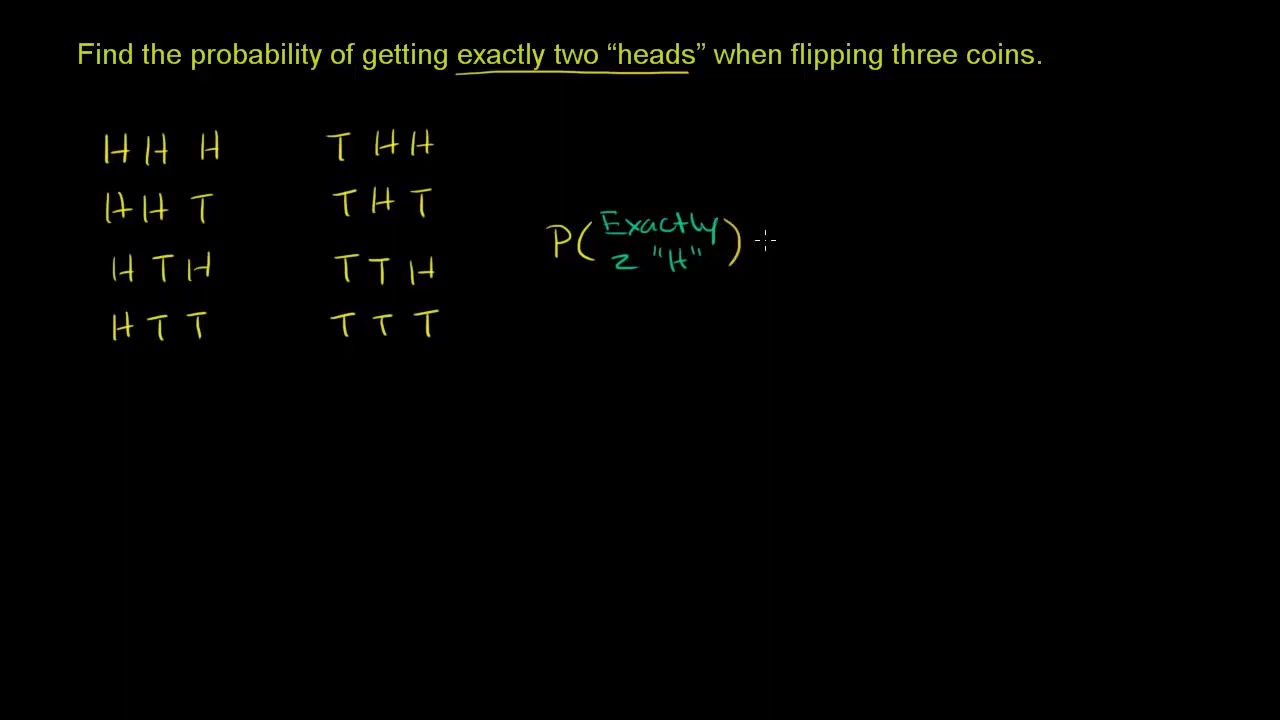 Find the probability of getting exactly two “heads” when flipping three coins.
H H H
H H T
H T H
H T T
T H H
T H T
T T H
T T T
P( Exactly
2 "H" )